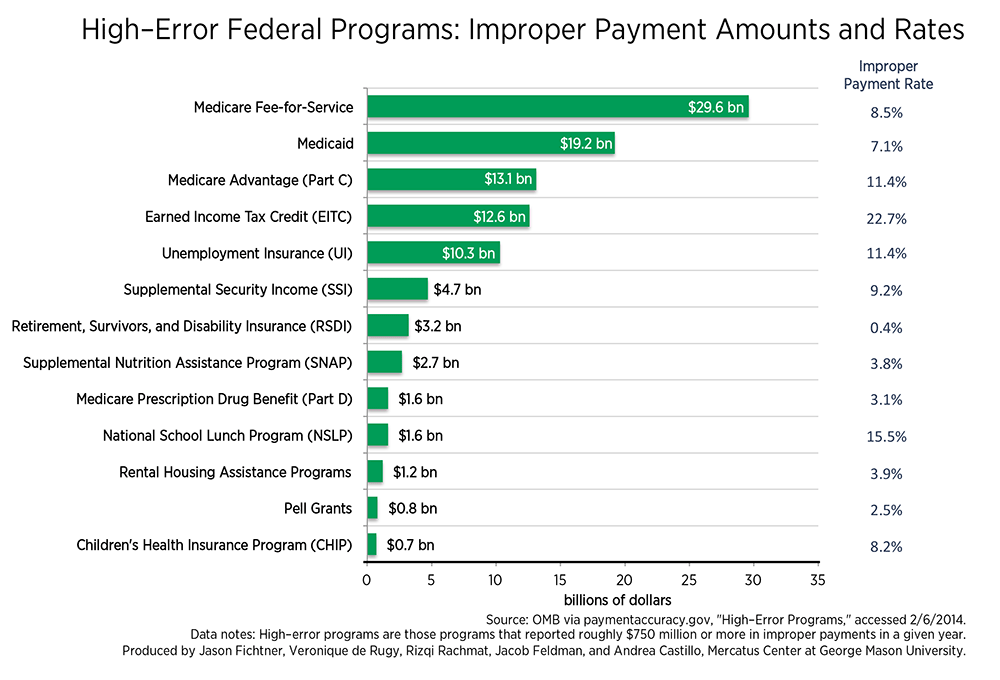 High–Error Federal Programs: Improper Payment Amounts and Rates
Improper
Payment Rate
Medicare Fee-for-Service $29.6 bn 8.5%
Medicaid $19.2 bn 7.1%
Medicare Advantage (Part C) $13.1 bn 11.4%
Earned Income Tax Credit (EITC) $12.6 bn 22.7%
Unemployment Insurance (UI) $10.3 bn 11.4%
Supplemental Security Income (SSI) $4.7 bn 9.2%
Retirement, Survivors, and Disability Insurance (RSDI) $3.2 bn 0.4%
Supplemental Nutrition Assistance Program (SNAP) $2.7 bn 3.8%
Medicare Prescription Drug Benefit (Part D) $1.6 bn 3.1%
National School Lunch Program (NSLP) $1.6 bn 15.5%
Rental Housing Assistance Programs $1.2 bn 3.9%
Pell Grants $0.8 bn 2.5%
Children's Health Insurance Program (CHIP) $0.7 bn 8.2%
0 5 10 15 20 25 30 35
billions of dollars
Source: OMB via paymentaccuracy.gov, "High–Error Programs," accessed 2/6/2014.
Data notes: High–error programs are those programs that reported roughly $750 million or more in improper payments in a given year.
Produced by Jason Fichtner, Veronique de Rugy, Rizqi Rachmat, Jacob Feldman, and Andrea Castillo, Mercatus Center at George Mason University.